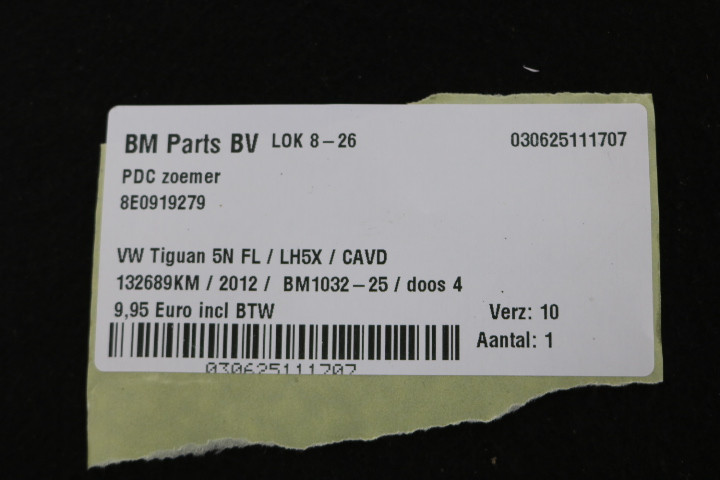 BM Parts BV LOK 8-26 030625111707
PDC zoemer
8E0919279
VW Tiguan 5N FL / LH5X / CAVD
132689KM / 2012 / BM1032-25 / doos 4
9,95 Euro incl BTW Verz: 10
Aantal: 1
030625111707